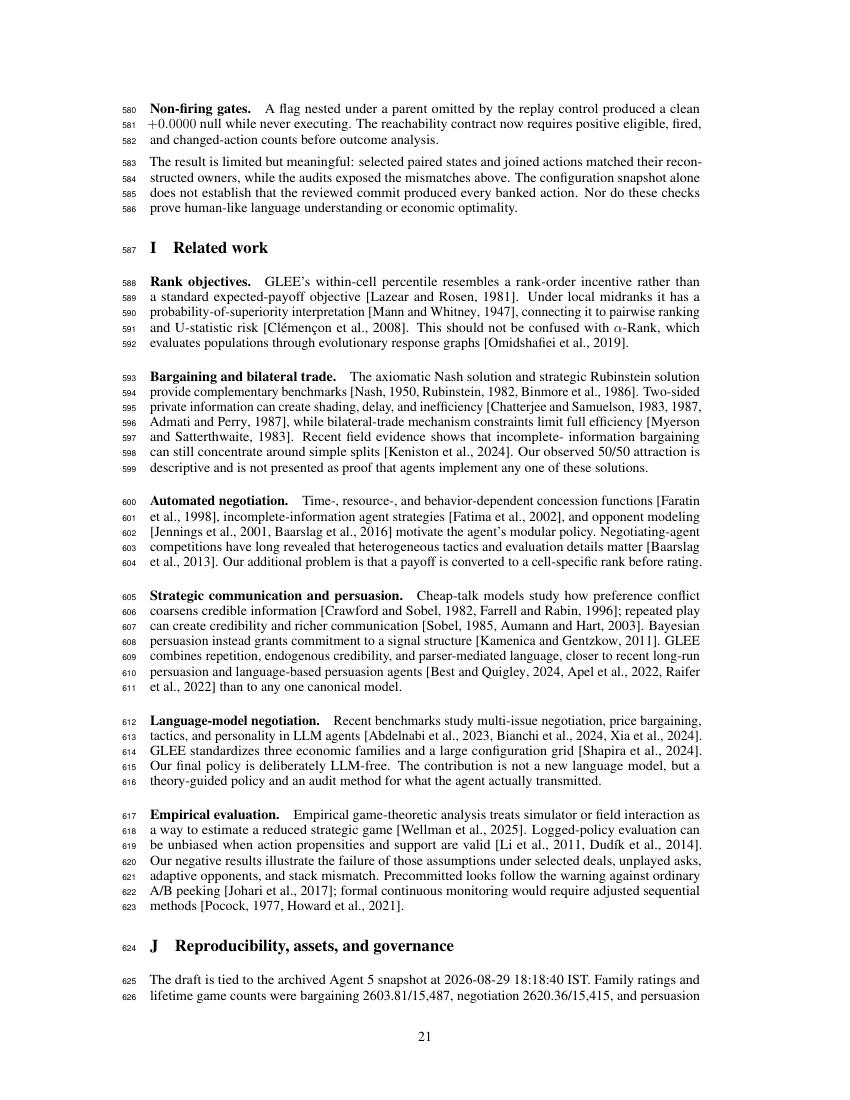 580 Non-firing gates. A flag nested under a parent omitted by the replay control produced a clean
581 +0.0000 null while never executing. The reachability contract now requires positive eligible, fired,
582 and changed-action counts before outcome analysis.
583 The result is limited but meaningful: selected paired states and joined actions matched their recon-
584 structed owners, while the audits exposed the mismatches above. The configuration snapshot alone
585 does not establish that the reviewed commit produced every banked action. Nor do these checks
586 prove human-like language understanding or economic optimality.
587 I Related work
588 Rank objectives. GLEE's within-cell percentile resembles a rank-order incentive rather than
589 a standard expected-payoff objective [Lazear and Rosen, 1981]. Under local midranks it has a
590 probability-of-superiority interpretation [Mann and Whitney, 1947], connecting it to pairwise ranking
591 and U-statistic risk [Clémençon et al., 2008]. This should not be confused with α-Rank, which
592 evaluates populations through evolutionary response graphs [Omidshafiei et al., 2019].
593 Bargaining and bilateral trade. The axiomatic Nash solution and strategic Rubinstein solution
594 provide complementary benchmarks [Nash, 1950, Rubinstein, 1982, Binmore et al., 1986]. Two-sided
595 private information can create shading, delay, and inefficiency [Chatterjee and Samuelson, 1983, 1987,
596 Admati and Perry, 1987], while bilateral-trade mechanism constraints limit full efficiency [Myerson
597 and Satterthwaite, 1983]. Recent field evidence shows that incomplete- information bargaining
598 can still concentrate around simple splits [Keniston et al., 2024]. Our observed 50/50 attraction is
599 descriptive and is not presented as proof that agents implement any one of these solutions.
600 Automated negotiation. Time-, resource-, and behavior-dependent concession functions [Faratin
601 et al., 1998], incomplete-information agent strategies [Fatima et al., 2002], and opponent modeling
602 [Jennings et al., 2001, Baarslag et al., 2016] motivate the agent's modular policy. Negotiating-agent
603 competitions have long revealed that heterogeneous tactics and evaluation details matter [Baarslag
604 et al., 2013]. Our additional problem is that a payoff is converted to a cell-specific rank before rating.
605 Strategic communication and persuasion. Cheap-talk models study how preference conflict
606 coarsens credible information [Crawford and Sobel, 1982, Farrell and Rabin, 1996]; repeated play
607 can create credibility and richer communication [Sobel, 1985, Aumann and Hart, 2003]. Bayesian
608 persuasion instead grants commitment to a signal structure [Kamenica and Gentzkow, 2011]. GLEE
609 combines repetition, endogenous credibility, and parser-mediated language, closer to recent long-run
610 persuasion and language-based persuasion agents [Best and Quigley, 2024, Apel et al., 2022, Raifer
611 et al., 2022] than to any one canonical model.
612 Language-model negotiation. Recent benchmarks study multi-issue negotiation, price bargaining,
613 tactics, and personality in LLM agents [Abdelnabi et al., 2023, Bianchi et al., 2024, Xia et al., 2024].
614 GLEE standardizes three economic families and a large configuration grid [Shapira et al., 2024].
615 Our final policy is deliberately LLM-free. The contribution is not a new language model, but a
616 theory-guided policy and an audit method for what the agent actually transmitted.
617 Empirical evaluation. Empirical game-theoretic analysis treats simulator or field interaction as
618 a way to estimate a reduced strategic game [Wellman et al., 2025]. Logged-policy evaluation can
619 be unbiased when action propensities and support are valid [Li et al., 2011, Dudík et al., 2014].
620 Our negative results illustrate the failure of those assumptions under selected deals, unplayed asks,
621 adaptive opponents, and stack mismatch. Precommitted looks follow the warning against ordinary
622 A/B peeking [Johari et al., 2017]; formal continuous monitoring would require adjusted sequential
623 methods [Pocock, 1977, Howard et al., 2021].
624 J Reproducibility, assets, and governance
625 The draft is tied to the archived Agent 5 snapshot at 2026-08-29 18:18:40 IST. Family ratings and
626 lifetime game counts were bargaining 2603.81/15,487, negotiation 2620.36/15,415, and persuasion
21